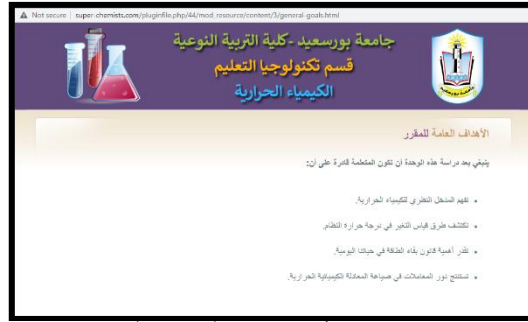 Not secure | super-chemists.com/pluginfile.php/44/mod_resource/content/3/general-goals.html
جامعة بورسعيد - كلية التربية النوعية
قسم تكنولوجيا التعليم
الكيمياء الحرارية
الأهداف العامة للمقرر
ينبغي بعد دراسة هذه الوحدة أن تكون المتعلمة قادرة على أن:
تفهم المدخل النظري للكيمياء الحرارية.
تكتشف طرق قياس التغير في درجة حرارة النظام.
تقدر أهمية قانون بقاء الطاقة في حياتنا اليومية.
تستنتج دور المعاملات في صياغة المعادلة الكيميائية الحرارية.